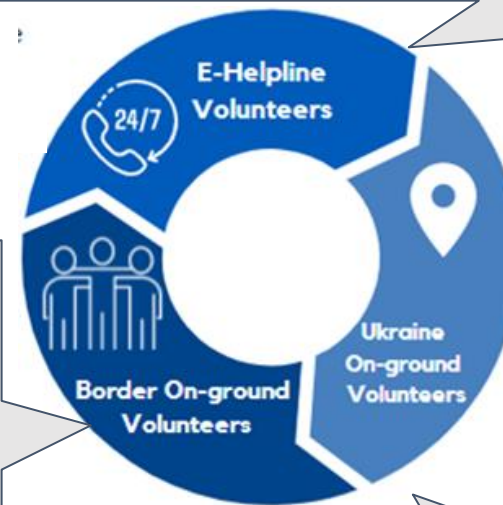 E-Helpline
Volunteers
24/7
Ukraine
On-ground
Volunteers
Border On-ground
Volunteers